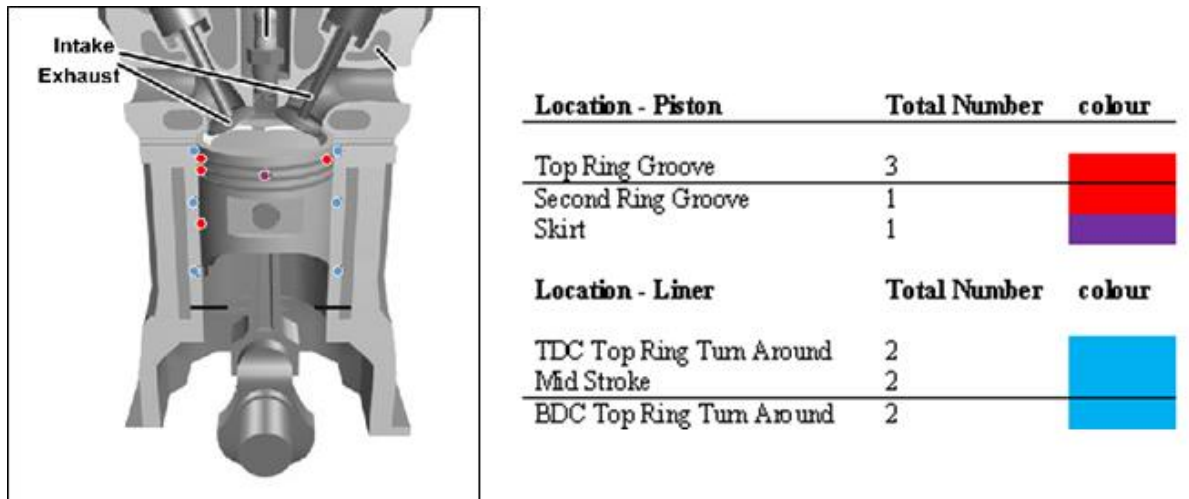 Intake
Exhaust
Location - Piston Total Number colour
Top Ring Groove 3
Second Ring Groove 1
Skirt 1
Location - Liner Total Number colour
TDC Top Ring Turn Around 2
Mid Stroke 2
BDC Top Ring Turn Around 2